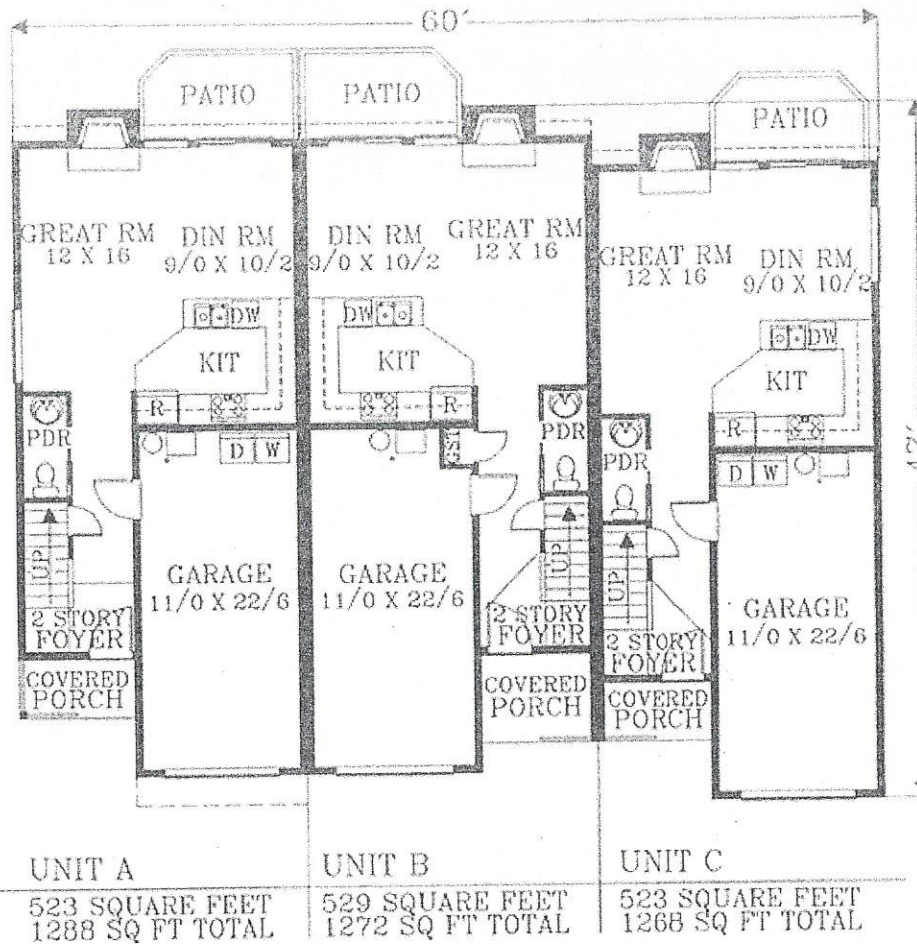 60'
PATIO
PATIO
PATIO
GREAT RM
12 X 16
DIN RM
9/0 X 10/2
DIN RM
9/0 X 10/2
GREAT RM
12 X 16
GREAT RM
12 X 16
DIN RM
9/0 X 10/2
DW
KIT
R
DW
KIT
R
DW
KIT
R
PDR
D W
GST
PDR
PDR
D W
UP
GARAGE
11/0 X 22/6
GARAGE
11/0 X 22/6
UP
UP
GARAGE
11/0 X 22/6
2 STORY
FOYER
2 STORY
FOYER
2 STORY
FOYER
COVERED
PORCH
COVERED
PORCH
COVERED
PORCH
UNIT A
523 SQUARE FEET
1288 SQ FT TOTAL
UNIT B
529 SQUARE FEET
1272 SQ FT TOTAL
UNIT C
523 SQUARE FEET
1268 SQ FT TOTAL